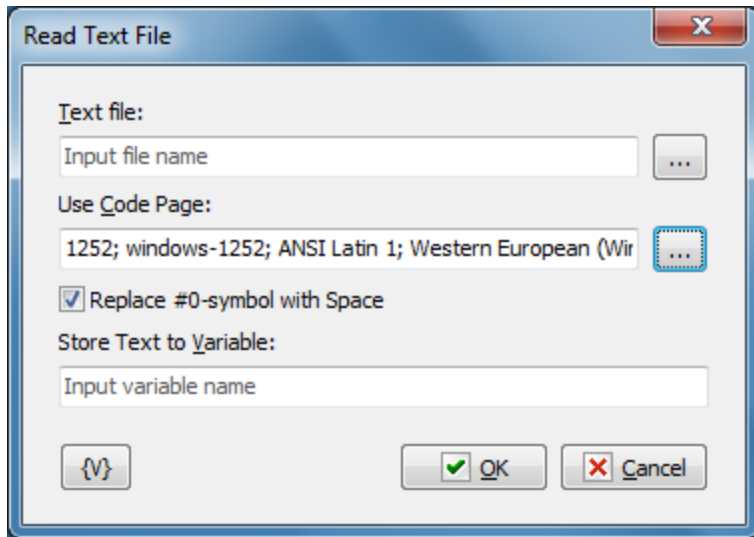 Read Text File
Text file:
Input file name
...
Use Code Page:
1252; windows-1252; ANSI Latin 1; Western European (Wir
...
Replace #0-symbol with Space
Store Text to Variable:
Input variable name
{V}
OK
Cancel